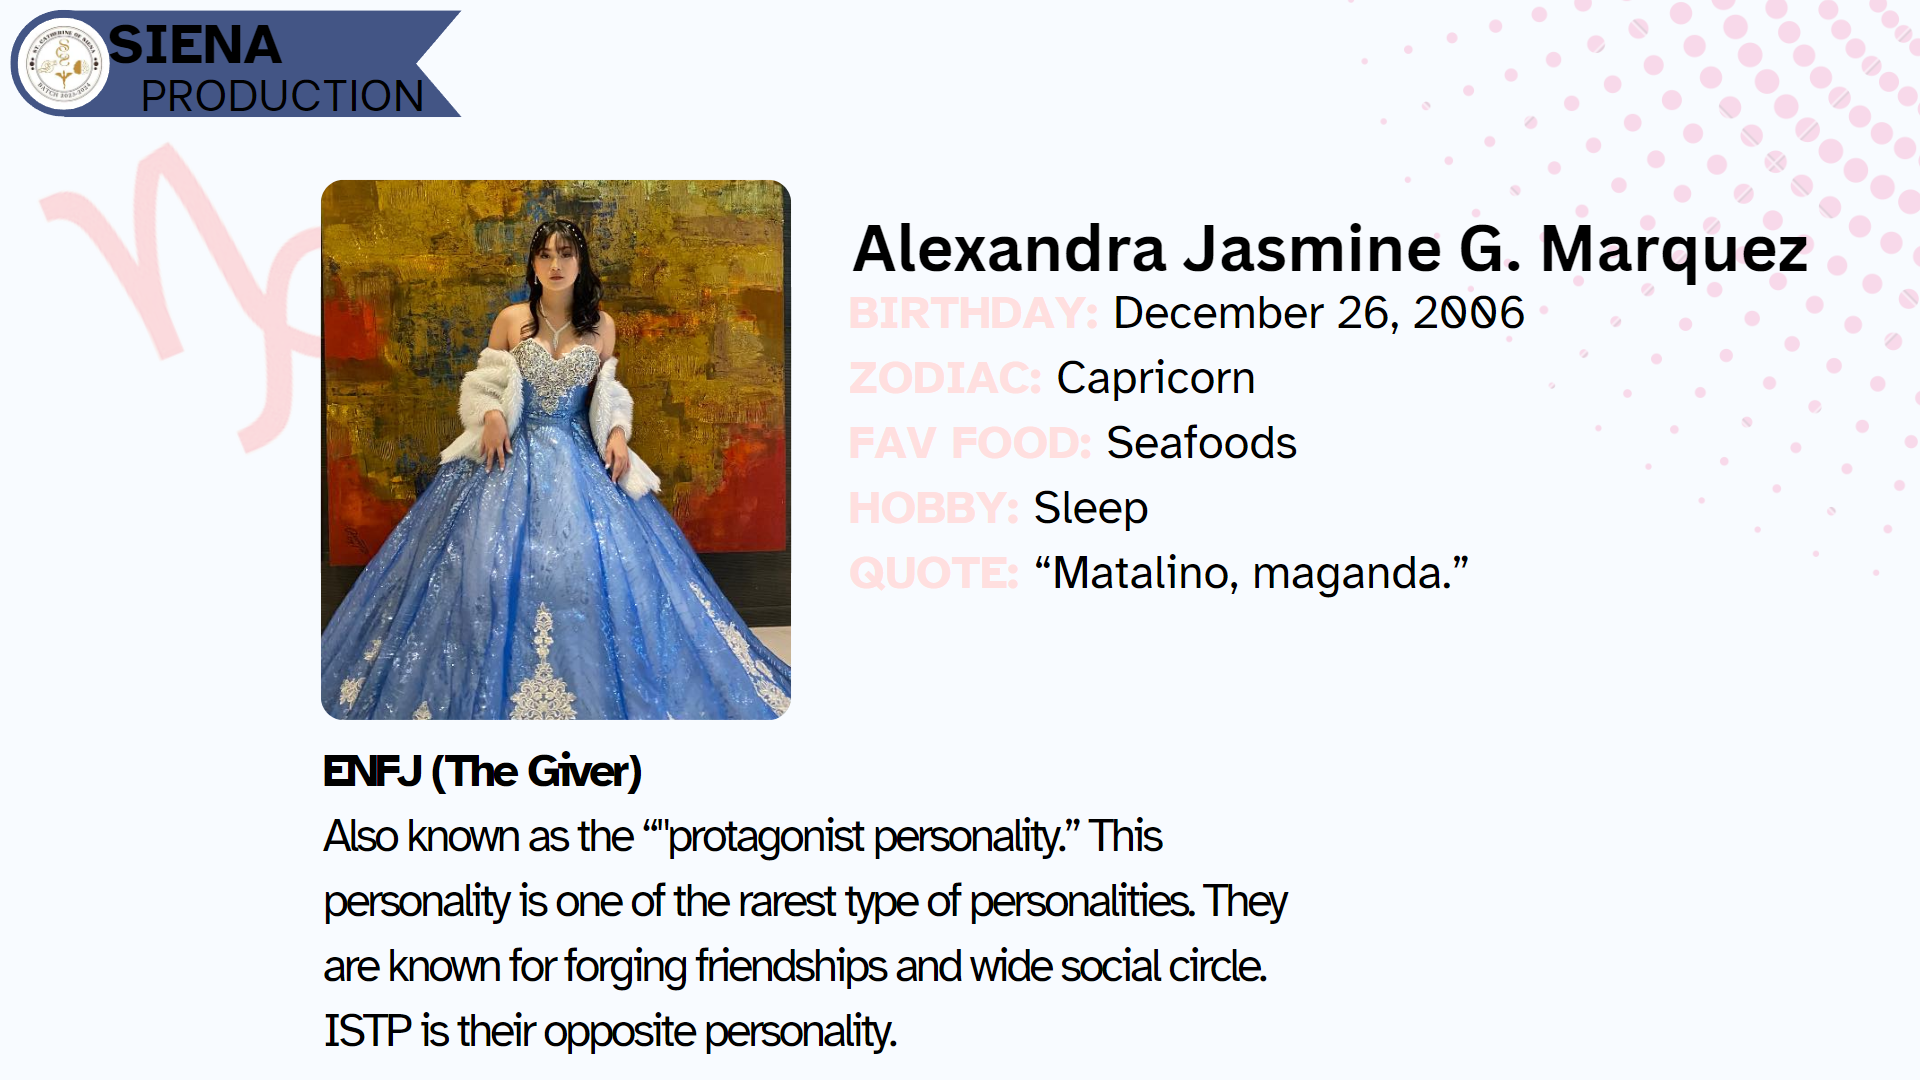 ST. CATHERINE OF SIENA
BATCH 2023-2024
SIENA
PRODUCTION
Alexandra Jasmine G. Marquez
BIRTHDAY: December 26, 2006
ZODIAC: Capricorn
FAV FOOD: Seafoods
HOBBY: Sleep
QUOTE: “Matalino, maganda.”
ENFJ (The Giver)
Also known as the “"protagonist personality.” This
personality is one of the rarest type of personalities. They
are known for forging friendships and wide social circle.
ISTP is their opposite personality.